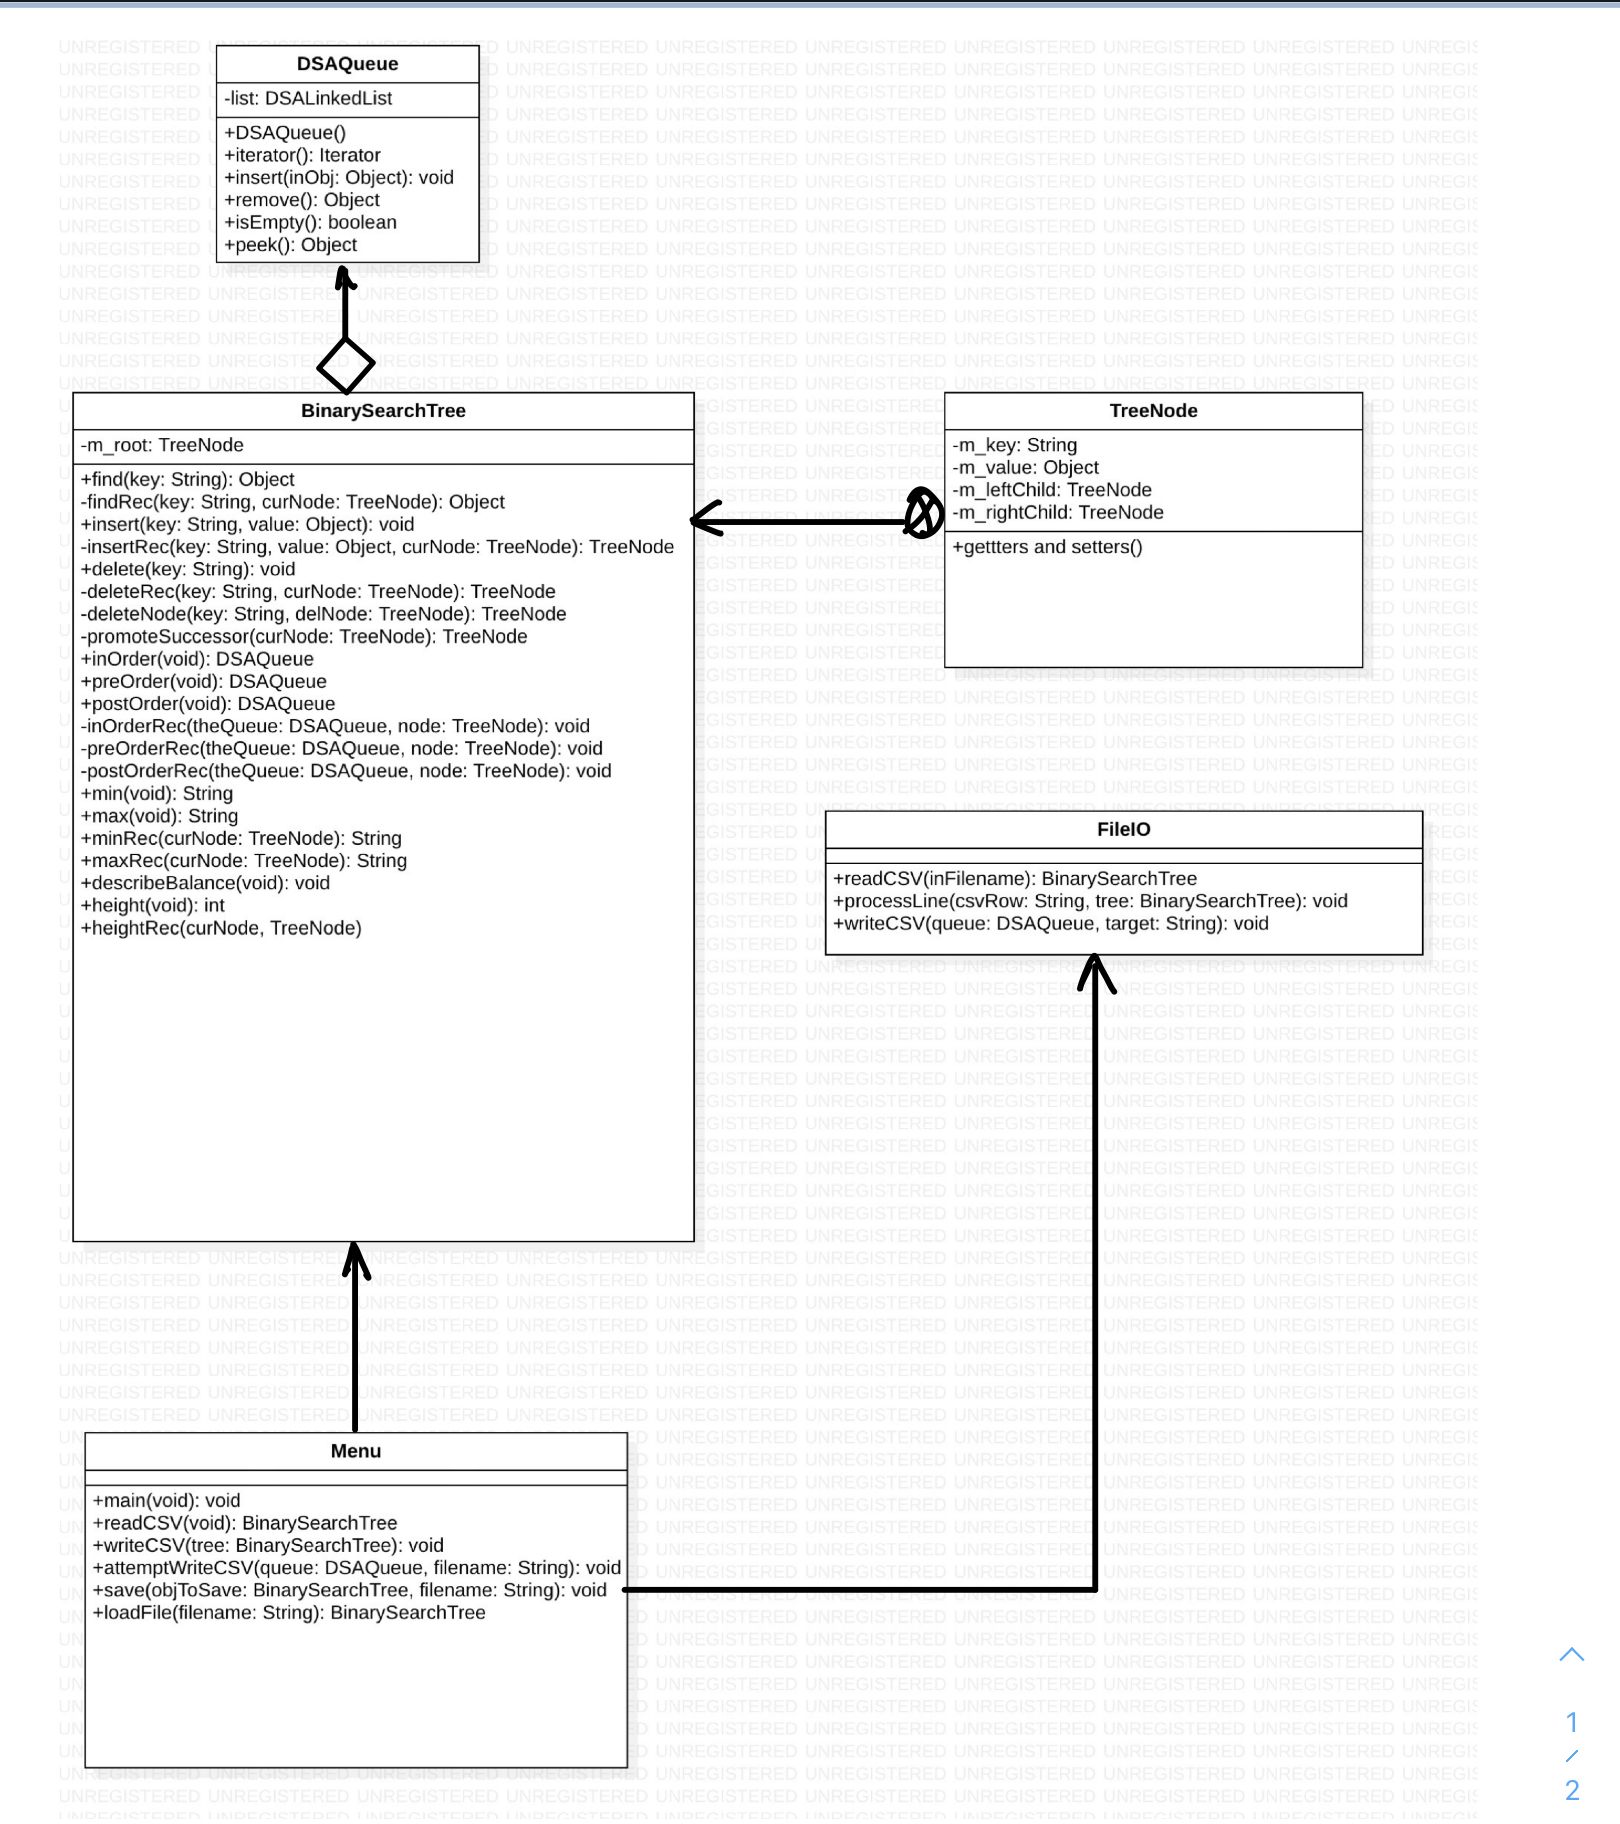 DSAQueue
-list: DSALinkedList
+DSAQueue()
+iterator(): Iterator
+insert(inObj: Object): void
+remove(): Object
+isEmpty(): boolean
+peek(): Object
BinarySearchTree
-m_root: TreeNode
+find(key: String): Object
-findRec(key: String, curNode: TreeNode): Object
+insert(key: String, value: Object): void
-insertRec(key: String, value: Object, curNode: TreeNode): TreeNode
+delete(key: String): void
-deleteRec(key: String, curNode: TreeNode): TreeNode
-deleteNode(key: String, delNode: TreeNode): TreeNode
-promoteSuccessor(curNode: TreeNode): TreeNode
+inOrder(void): DSAQueue
+preOrder(void): DSAQueue
+postOrder(void): DSAQueue
-inOrderRec(theQueue: DSAQueue, node: TreeNode): void
-preOrderRec(theQueue: DSAQueue, node: TreeNode): void
-postOrderRec(theQueue: DSAQueue, node: TreeNode): void
+min(void): String
+max(void): String
+minRec(curNode: TreeNode): String
+maxRec(curNode: TreeNode): String
+describeBalance(void): void
+height(void): int
+heightRec(curNode, TreeNode)
TreeNode
-m_key: String
-m_value: Object
-m_leftChild: TreeNode
-m_rightChild: TreeNode
+gettters and setters()
FileIO
+readCSV(inFilename): BinarySearchTree
+processLine(csvRow: String, tree: BinarySearchTree): void
+writeCSV(queue: DSAQueue, target: String): void
Menu
+main(void): void
+readCSV(void): BinarySearchTree
+writeCSV(tree: BinarySearchTree): void
+attemptWriteCSV(queue: DSAQueue, filename: String): void
+save(objToSave: BinarySearchTree, filename: String): void
+loadFile(filename: String): BinarySearchTree
1
/
2
UNREGISTERED